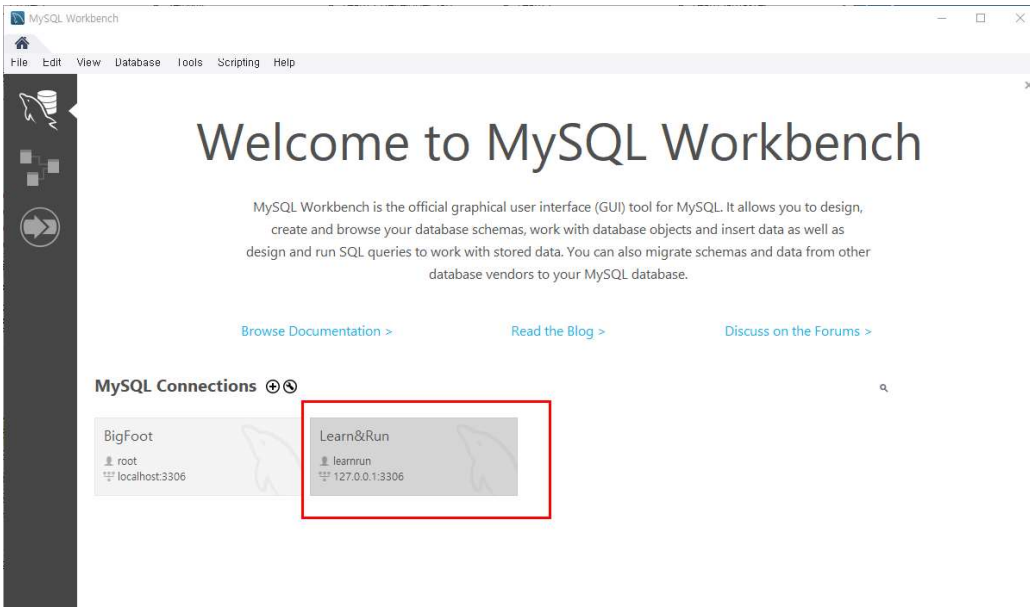 MySQL Workbench
File Edit View Database Tools Scripting Help
Welcome to MySQL Workbench
MySQL Workbench is the official graphical user interface (GUI) tool for MySQL. It allows you to design,
create and browse your database schemas, work with database objects and insert data as well as
design and run SQL queries to work with stored data. You can also migrate schemas and data from other
database vendors to your MySQL database.
Browse Documentation >
Read the Blog >
Discuss on the Forums >
MySQL Connections
BigFoot
root
localhost:3306
Learn&Run
learnrun
127.0.0.1:3306